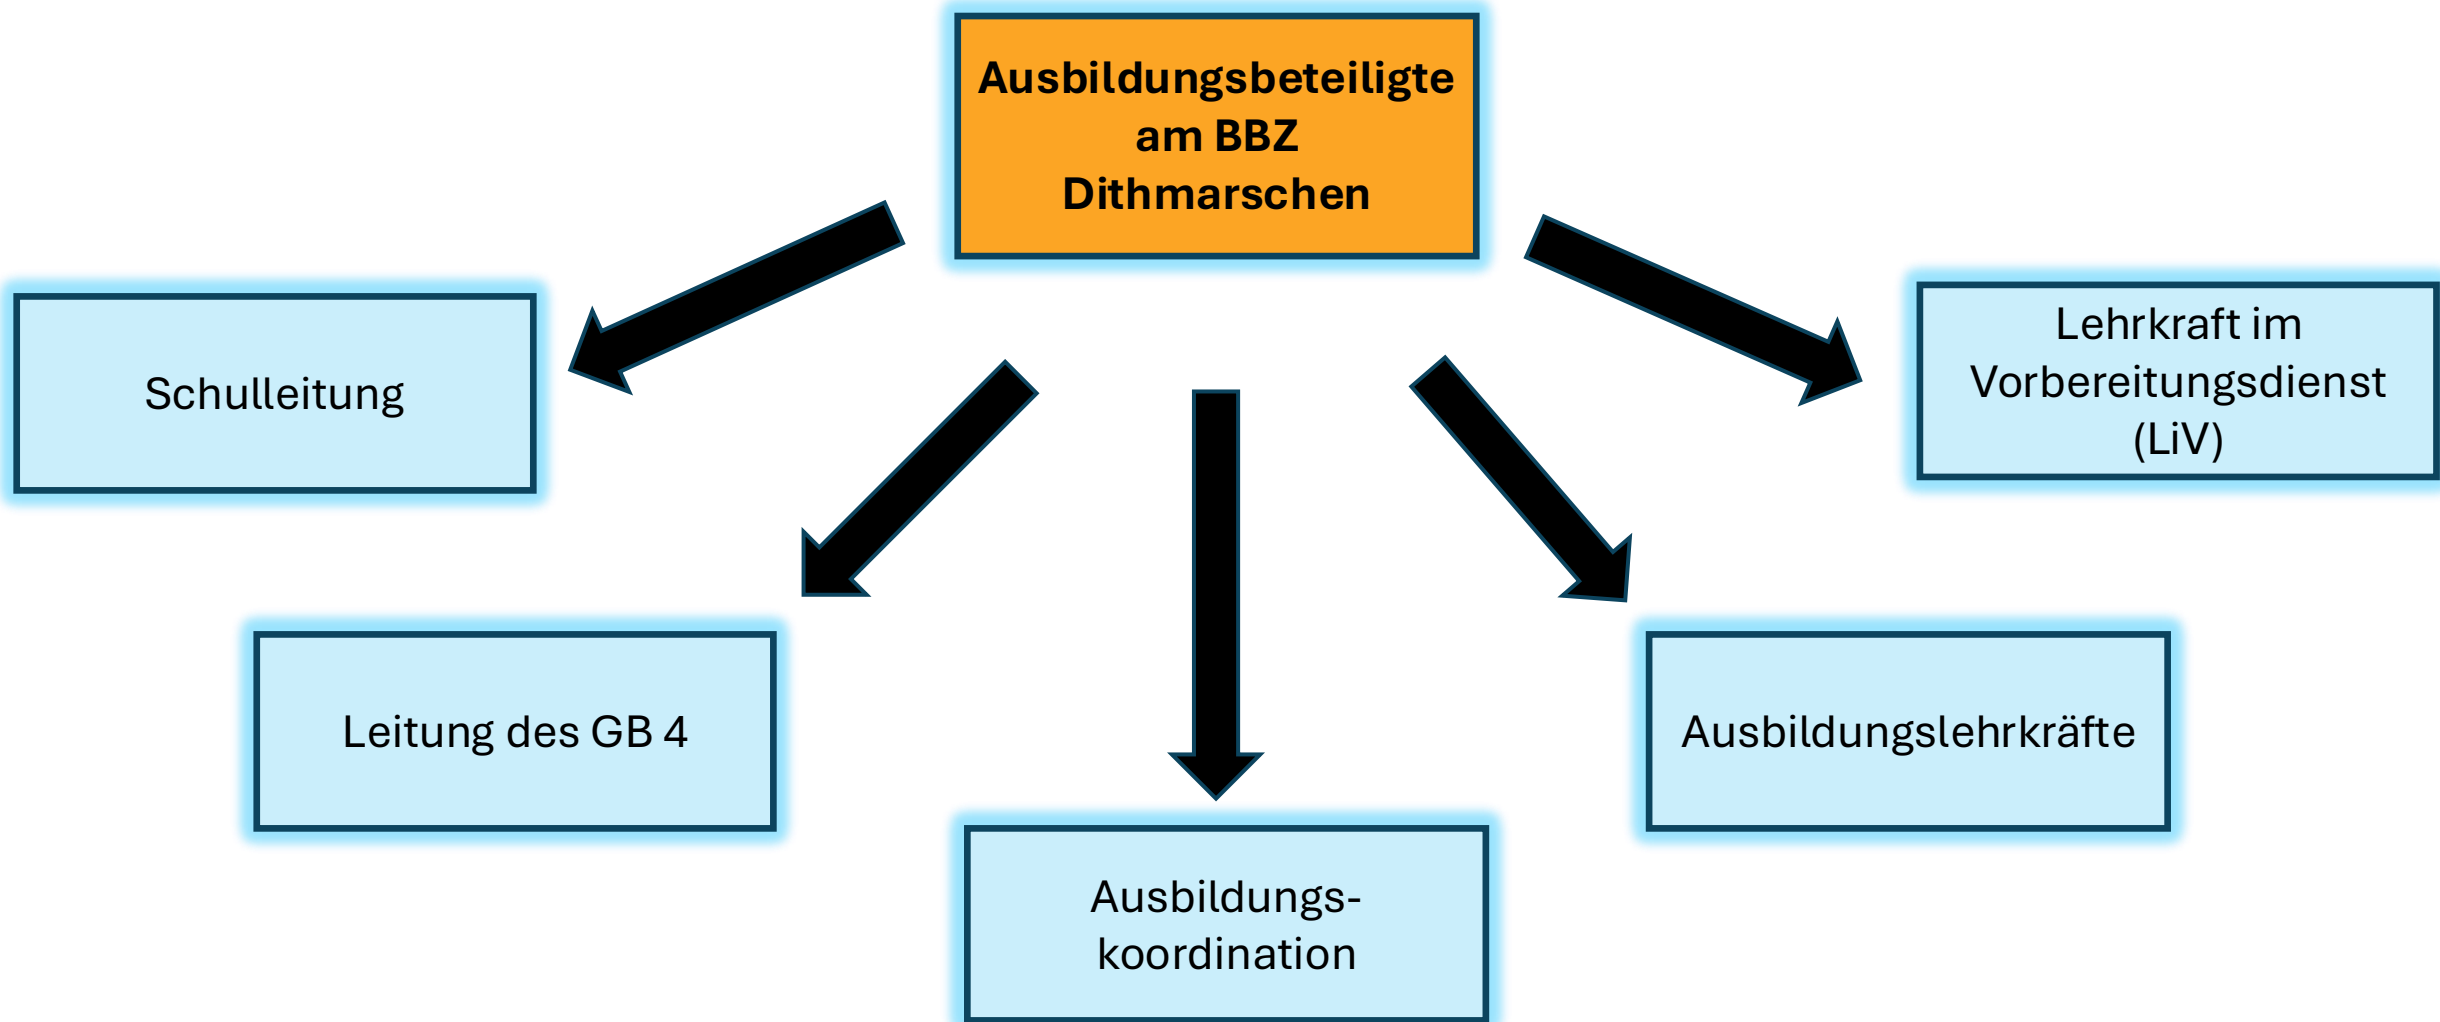 Ausbildungsbeteiligte
am BBZ
Dithmarschen
Schulleitung
Lehrkraft im
Vorbereitungsdienst
(LiV)
Leitung des GB 4
Ausbildungslehrkräfte
Ausbildungs-
koordination